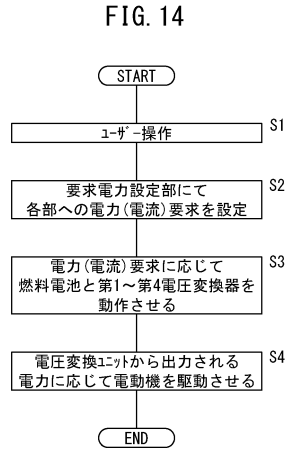 FIG. 14
START
S1
ﾕｰｻﾞｰ操作
S2
要求電力設定部にて
各部への電力(電流)要求を設定
S3
電力(電流)要求に応じて
燃料電池と第1～第4電圧変換器を
動作させる
S4
電圧変換ﾕﾆｯﾄから出力される
電力に応じて電動機を駆動させる
END